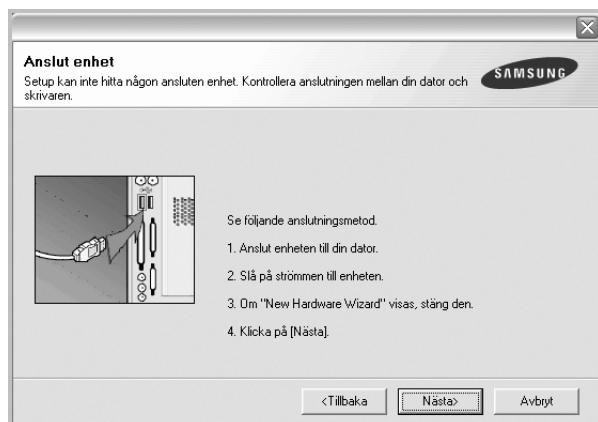 Anslut enhet
Setup kan inte hitta någon ansluten enhet. Kontrollera anslutningen mellan din dator och
skrivaren.
SAMSUNG
Se följande anslutningsmetod.
1. Anslut enheten till din dator.
2. Slå på strömmen till enheten.
3. Om "New Hardware Wizard" visas, stäng den.
4. Klicka på [Nästa].
<Tillbaka
Nästa>
Avbryt